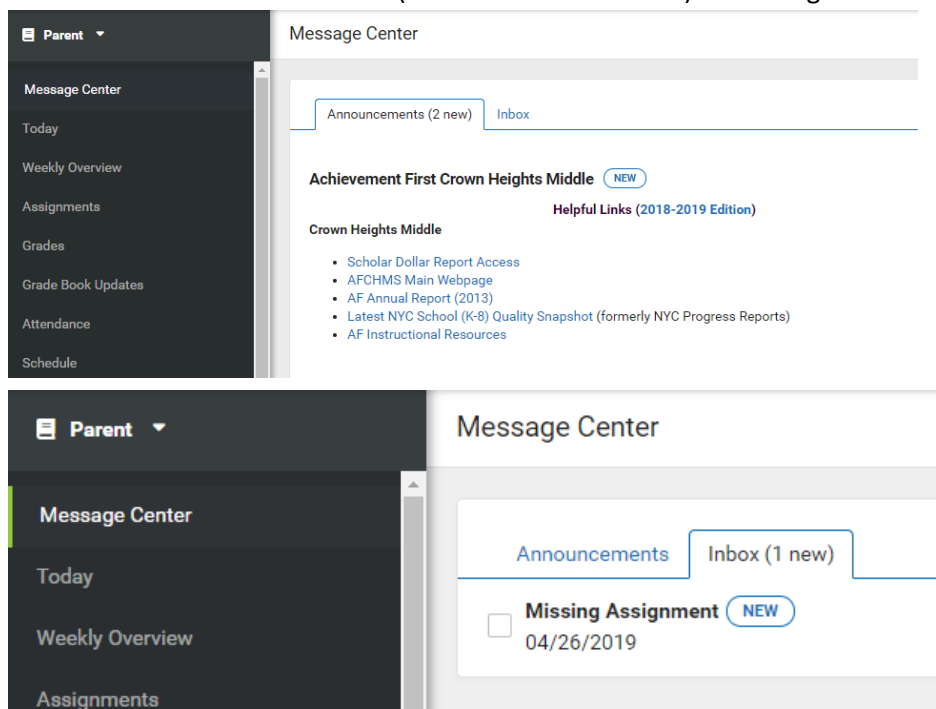 Parent
Message Center
Message Center
Today
Weekly Overview
Assignments
Grades
Grade Book Updates
Attendance
Schedule
Announcements (2 new) Inbox
Achievement First Crown Heights Middle NEW
Helpful Links (2018-2019 Edition)
Crown Heights Middle
• Scholar Dollar Report Access
• AFCHMS Main Webpage
• AF Annual Report (2013)
• Latest NYC School (K-8) Quality Snapshot (formerly NYC Progress Reports)
• AF Instructional Resources
Parent
Message Center
Message Center
Today
Weekly Overview
Assignments
Announcements Inbox (1 new)
Missing Assignment NEW
04/26/2019